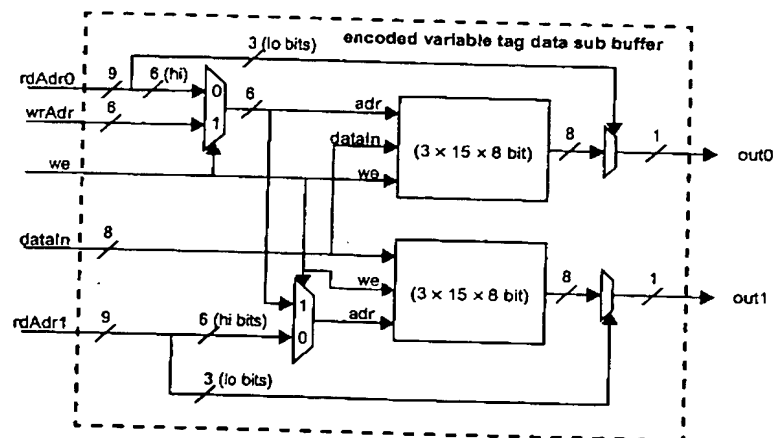 encoded variable tag data sub buffer
3 (lo bits)
rdAdr0 9 6 (hi) 0 6 adr
wrAdr 6 1 dataIn (3 × 15 × 8 bit) 8 1 out0
we we
dataIn 8
1 we (3 × 15 × 8 bit) 8 1 out1
rdAdr1 9 6 (hi bits) 0 adr
3 (lo bits)